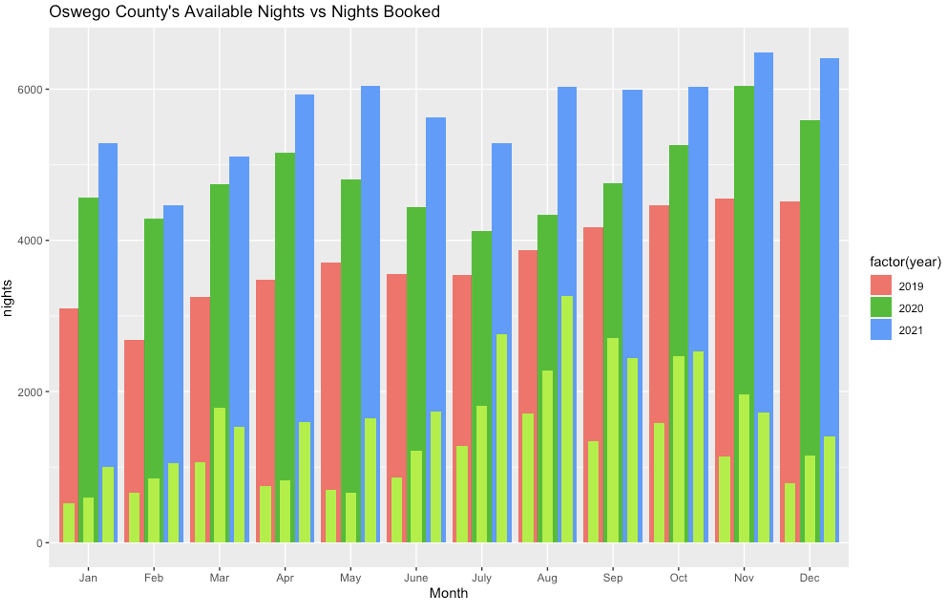 Oswego County's Available Nights vs Nights Booked
nights
6000
4000
2000
0
Jan Feb Mar Apr May June July Aug Sep Oct Nov Dec
Month
factor(year)
2019
2020
2021